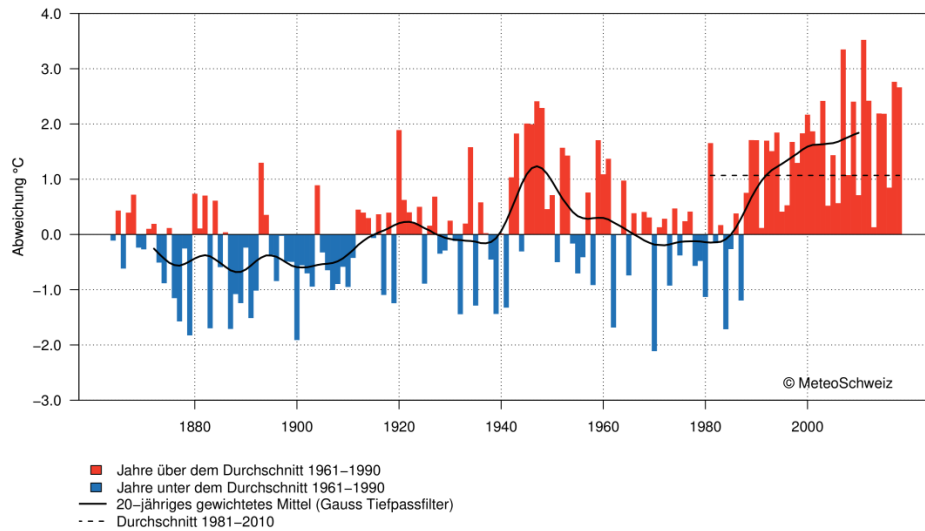 4.0
3.0
2.0
1.0
0.0
−1.0
−2.0
−3.0
Abweichung °C
© MeteoSchweiz
1880 1900 1920 1940 1960 1980 2000
Jahre über dem Durchschnitt 1961−1990
Jahre unter dem Durchschnitt 1961−1990
20−jähriges gewichtetes Mittel (Gauss Tiefpassfilter)
Durchschnitt 1981−2010